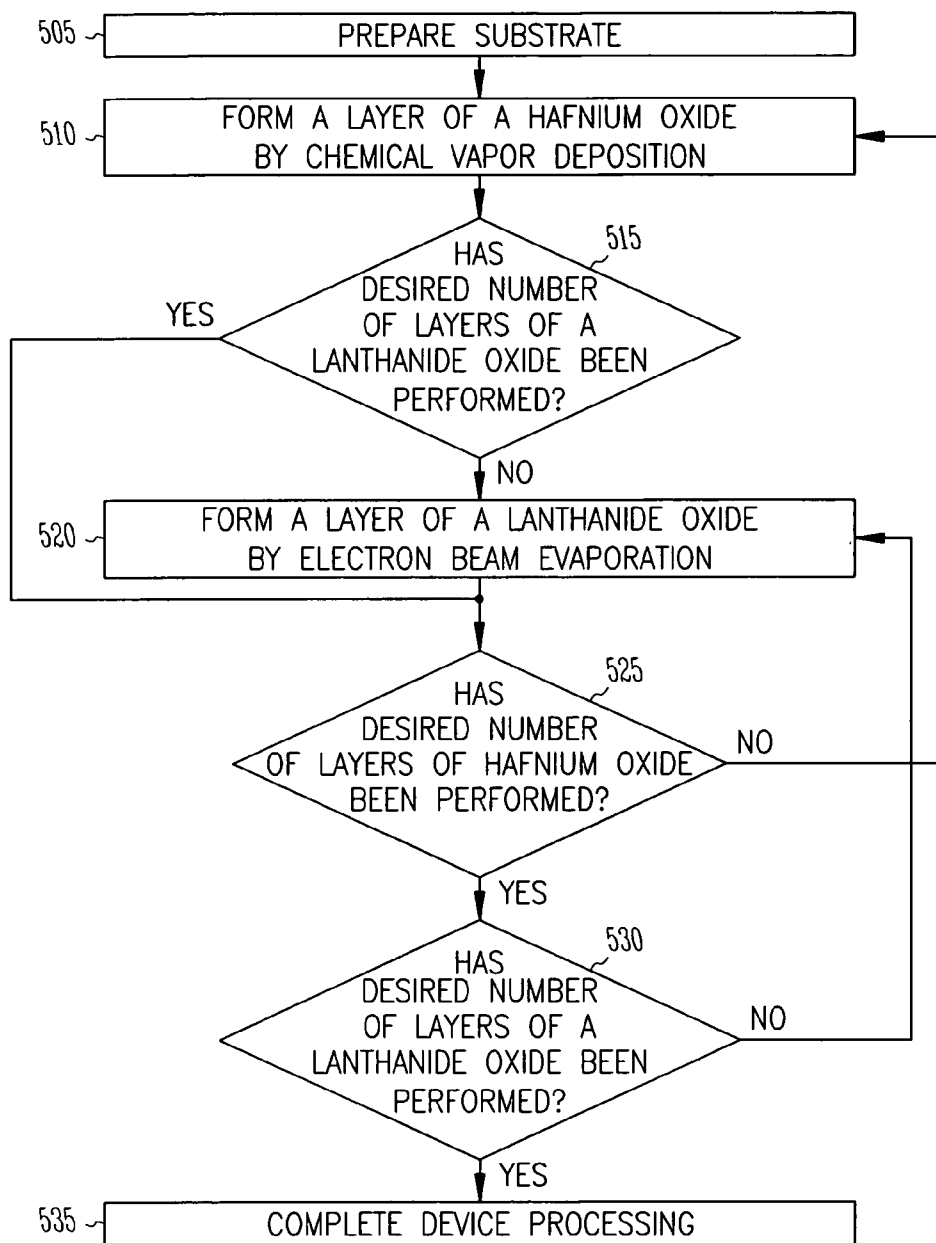 505
PREPARE SUBSTRATE
510
FORM A LAYER OF A HAFNIUM OXIDE
BY CHEMICAL VAPOR DEPOSITION
515
HAS
DESIRED NUMBER
OF LAYERS OF A
LANTHANIDE OXIDE BEEN
PERFORMED?
YES
NO
520
FORM A LAYER OF A LANTHANIDE OXIDE
BY ELECTRON BEAM EVAPORATION
525
HAS
DESIRED NUMBER
OF LAYERS OF HAFNIUM OXIDE
BEEN PERFORMED?
NO
YES
530
HAS
DESIRED NUMBER
OF LAYERS OF A
LANTHANIDE OXIDE BEEN
PERFORMED?
NO
YES
535
COMPLETE DEVICE PROCESSING